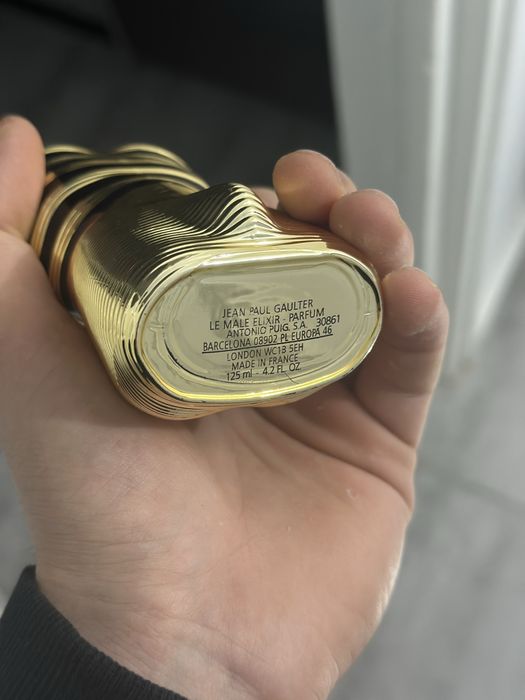 JEAN PAUL GAULTIER
LE MALE ELIXIR - PARFUM
ANTONIO PUIG, S.A. 30861
BARCELONA 08902 PL EUROPA 46
LONDON WC1B 5EH
MADE IN FRANCE
125 ml - 4.2 FL. OZ.